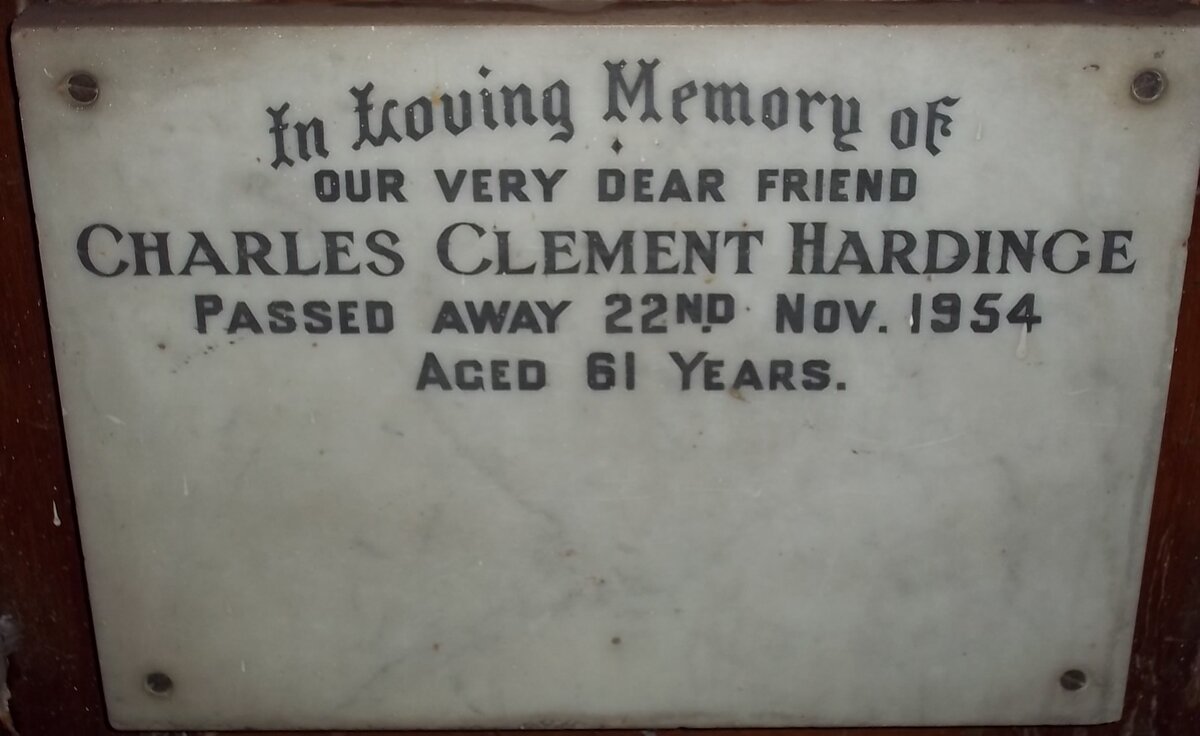 In Loving Memory of
OUR VERY DEAR FRIEND
CHARLES CLEMENT HARDINGE
PASSED AWAY 22ND. NOV. 1954
AGED 61 YEARS.